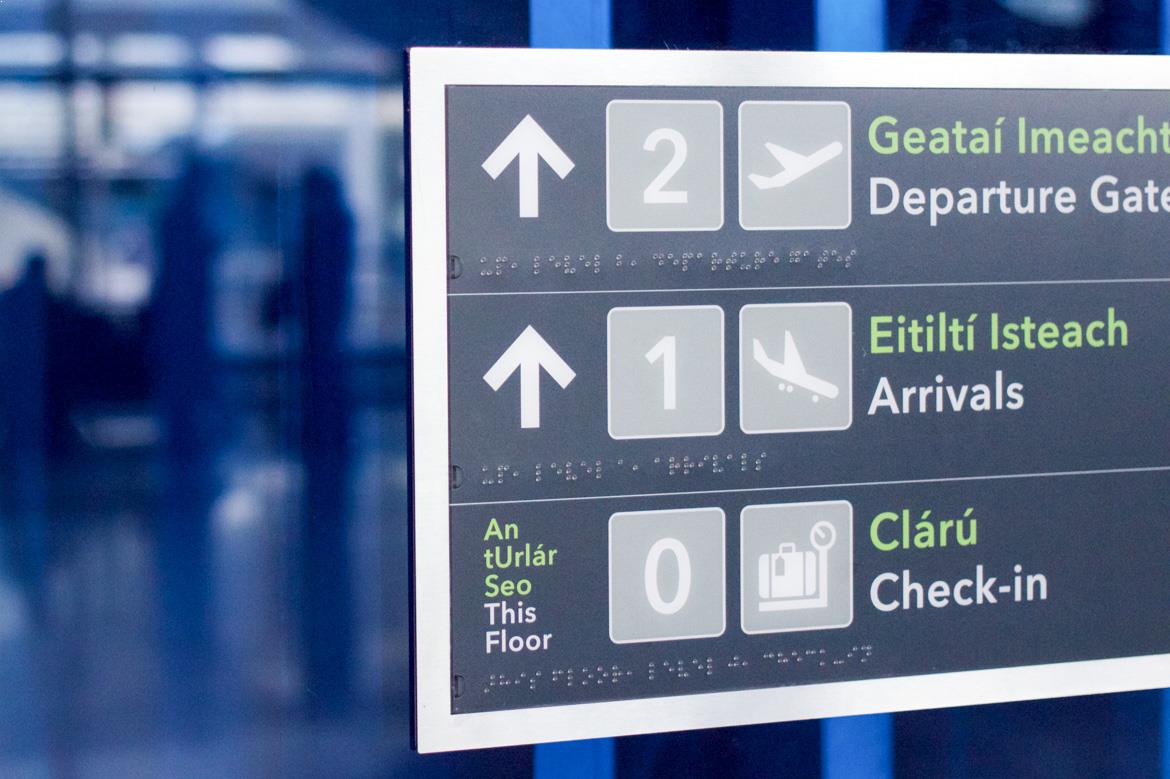 2
Geataí Imeacht
Departure Gate
1
Eitiltí Isteach
Arrivals
An
tUrlár
Seo
This
Floor
0
Clárú
Check-in